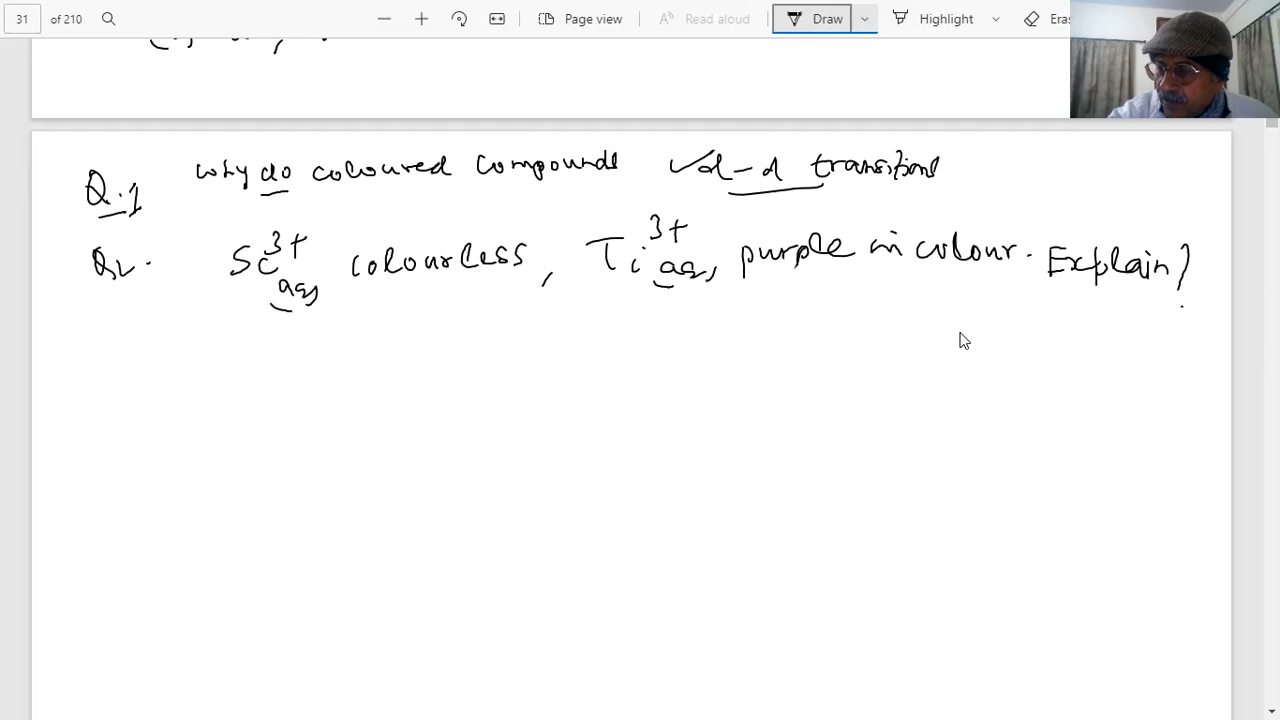 31 of 210 Page view Read aloud Draw Highlight
Q.1 why do coloured compounds d-d transitions
Q2. Sc3+ aq, colourless, Ti3+ aq, purple in colour. Explain?